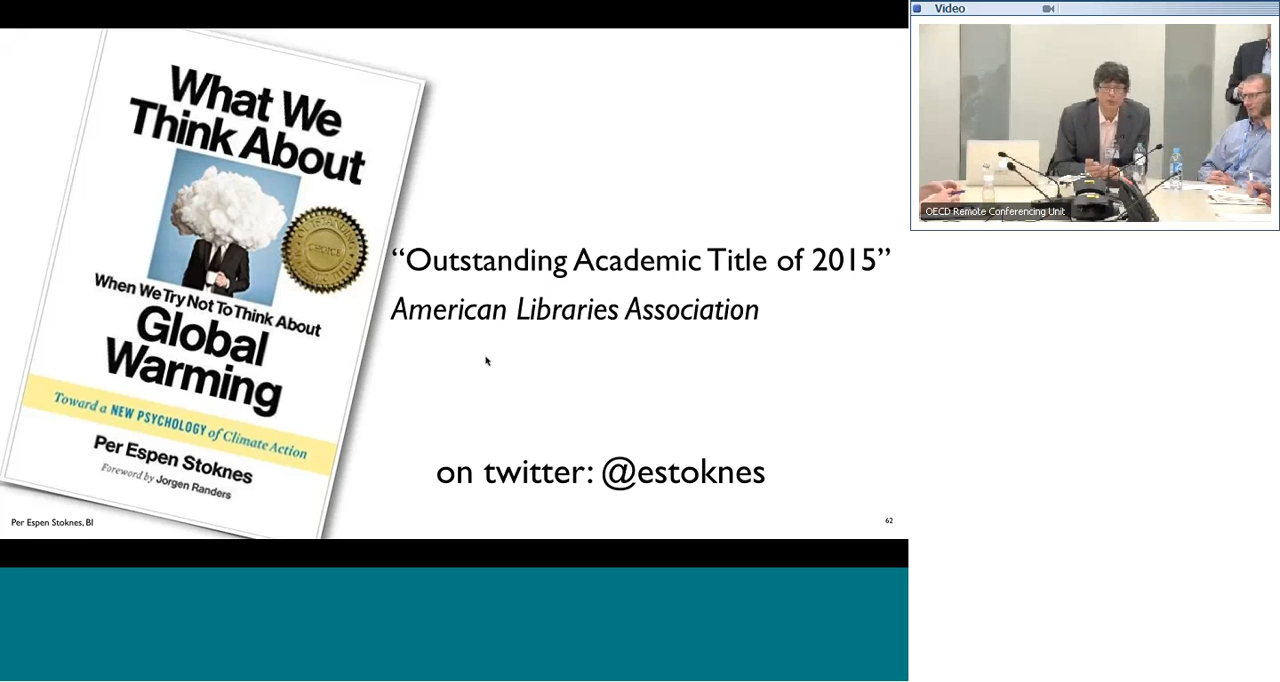 What We
Think About
When We Try Not To Think About
Global
Warming
Toward a NEW PSYCHOLOGY of Climate Action
Per Espen Stoknes
Foreword by Jorgen Randers
CHOICE
“Outstanding Academic Title of 2015”
American Libraries Association
on twitter: @estoknes
Per Espen Stoknes, BI
62
Video
OECD Remote Conferencing Unit